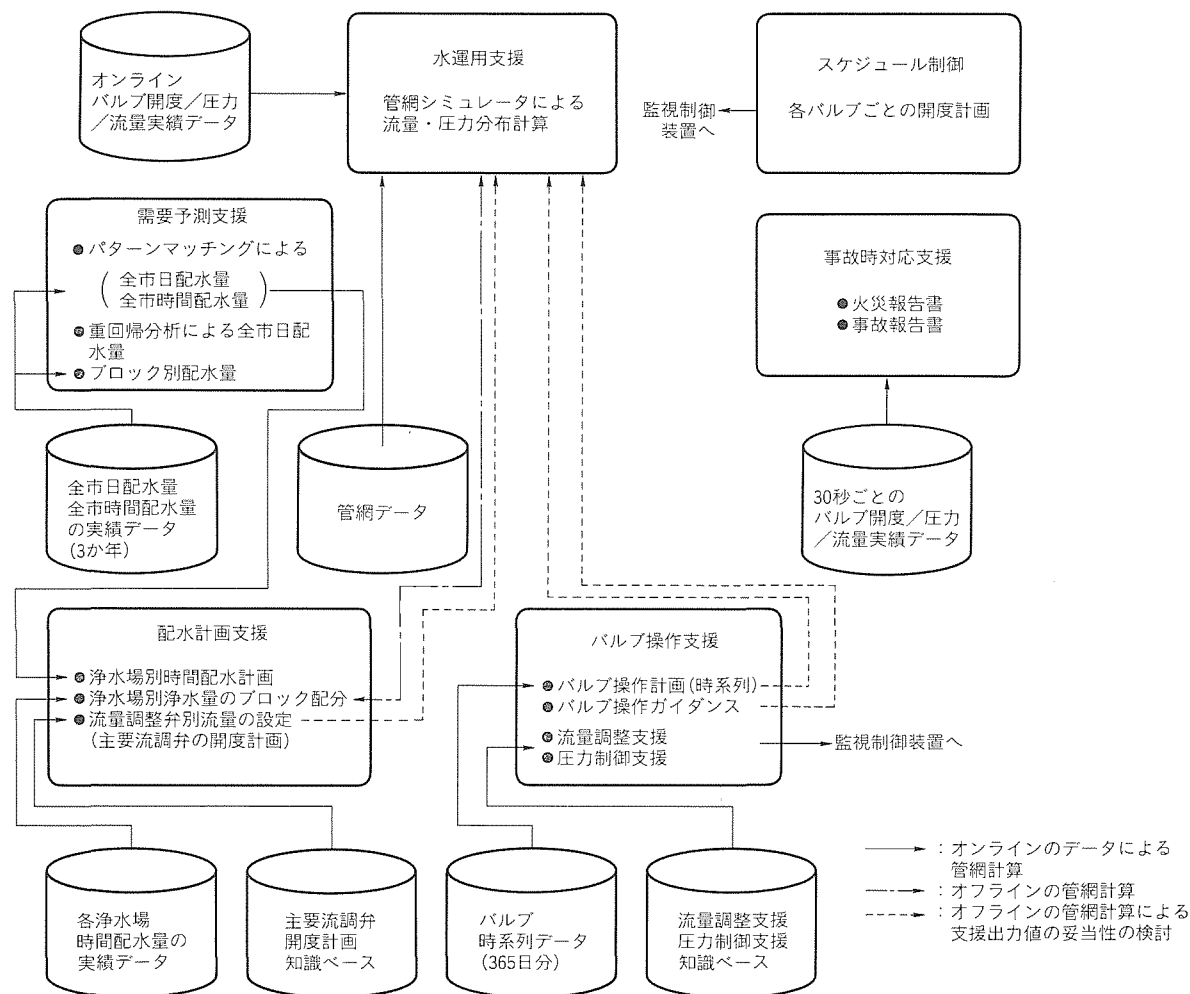 オンライン
バルブ開度／圧力
／流量実績データ
水運用支援
管網シミュレータによる
流量・圧力分布計算
監視制御
装置へ
スケジュール制御
各バルブごとの開度計画
需要予測支援
●パターンマッチングによる
(全市日配水量
全市時間配水量)
●重回帰分析による全市日配
水量
●ブロック別配水量
事故時対応支援
●火災報告書
●事故報告書
全市日配水量
全市時間配水量
の実績データ
(3か年)
管網データ
30秒ごとの
バルブ開度／圧力
／流量実績データ
配水計画支援
●浄水場別時間配水計画
●浄水場別浄水量のブロック配分
●流量調整弁別流量の設定
(主要流調弁の開度計画)
バルブ操作支援
●バルブ操作計画(時系列)
●バルブ操作ガイダンス
●流量調整支援
●圧力制御支援
監視制御装置へ
各浄水場
時間配水量の
実績データ
主要流調弁
開度計画
知識ベース
バルブ
時系列データ
(365日分)
流量調整支援
圧力制御支援
知識ベース
：オンラインのデータによる
管網計算
：オフラインの管網計算
：オフラインの管網計算による
支援出力値の妥当性の検討